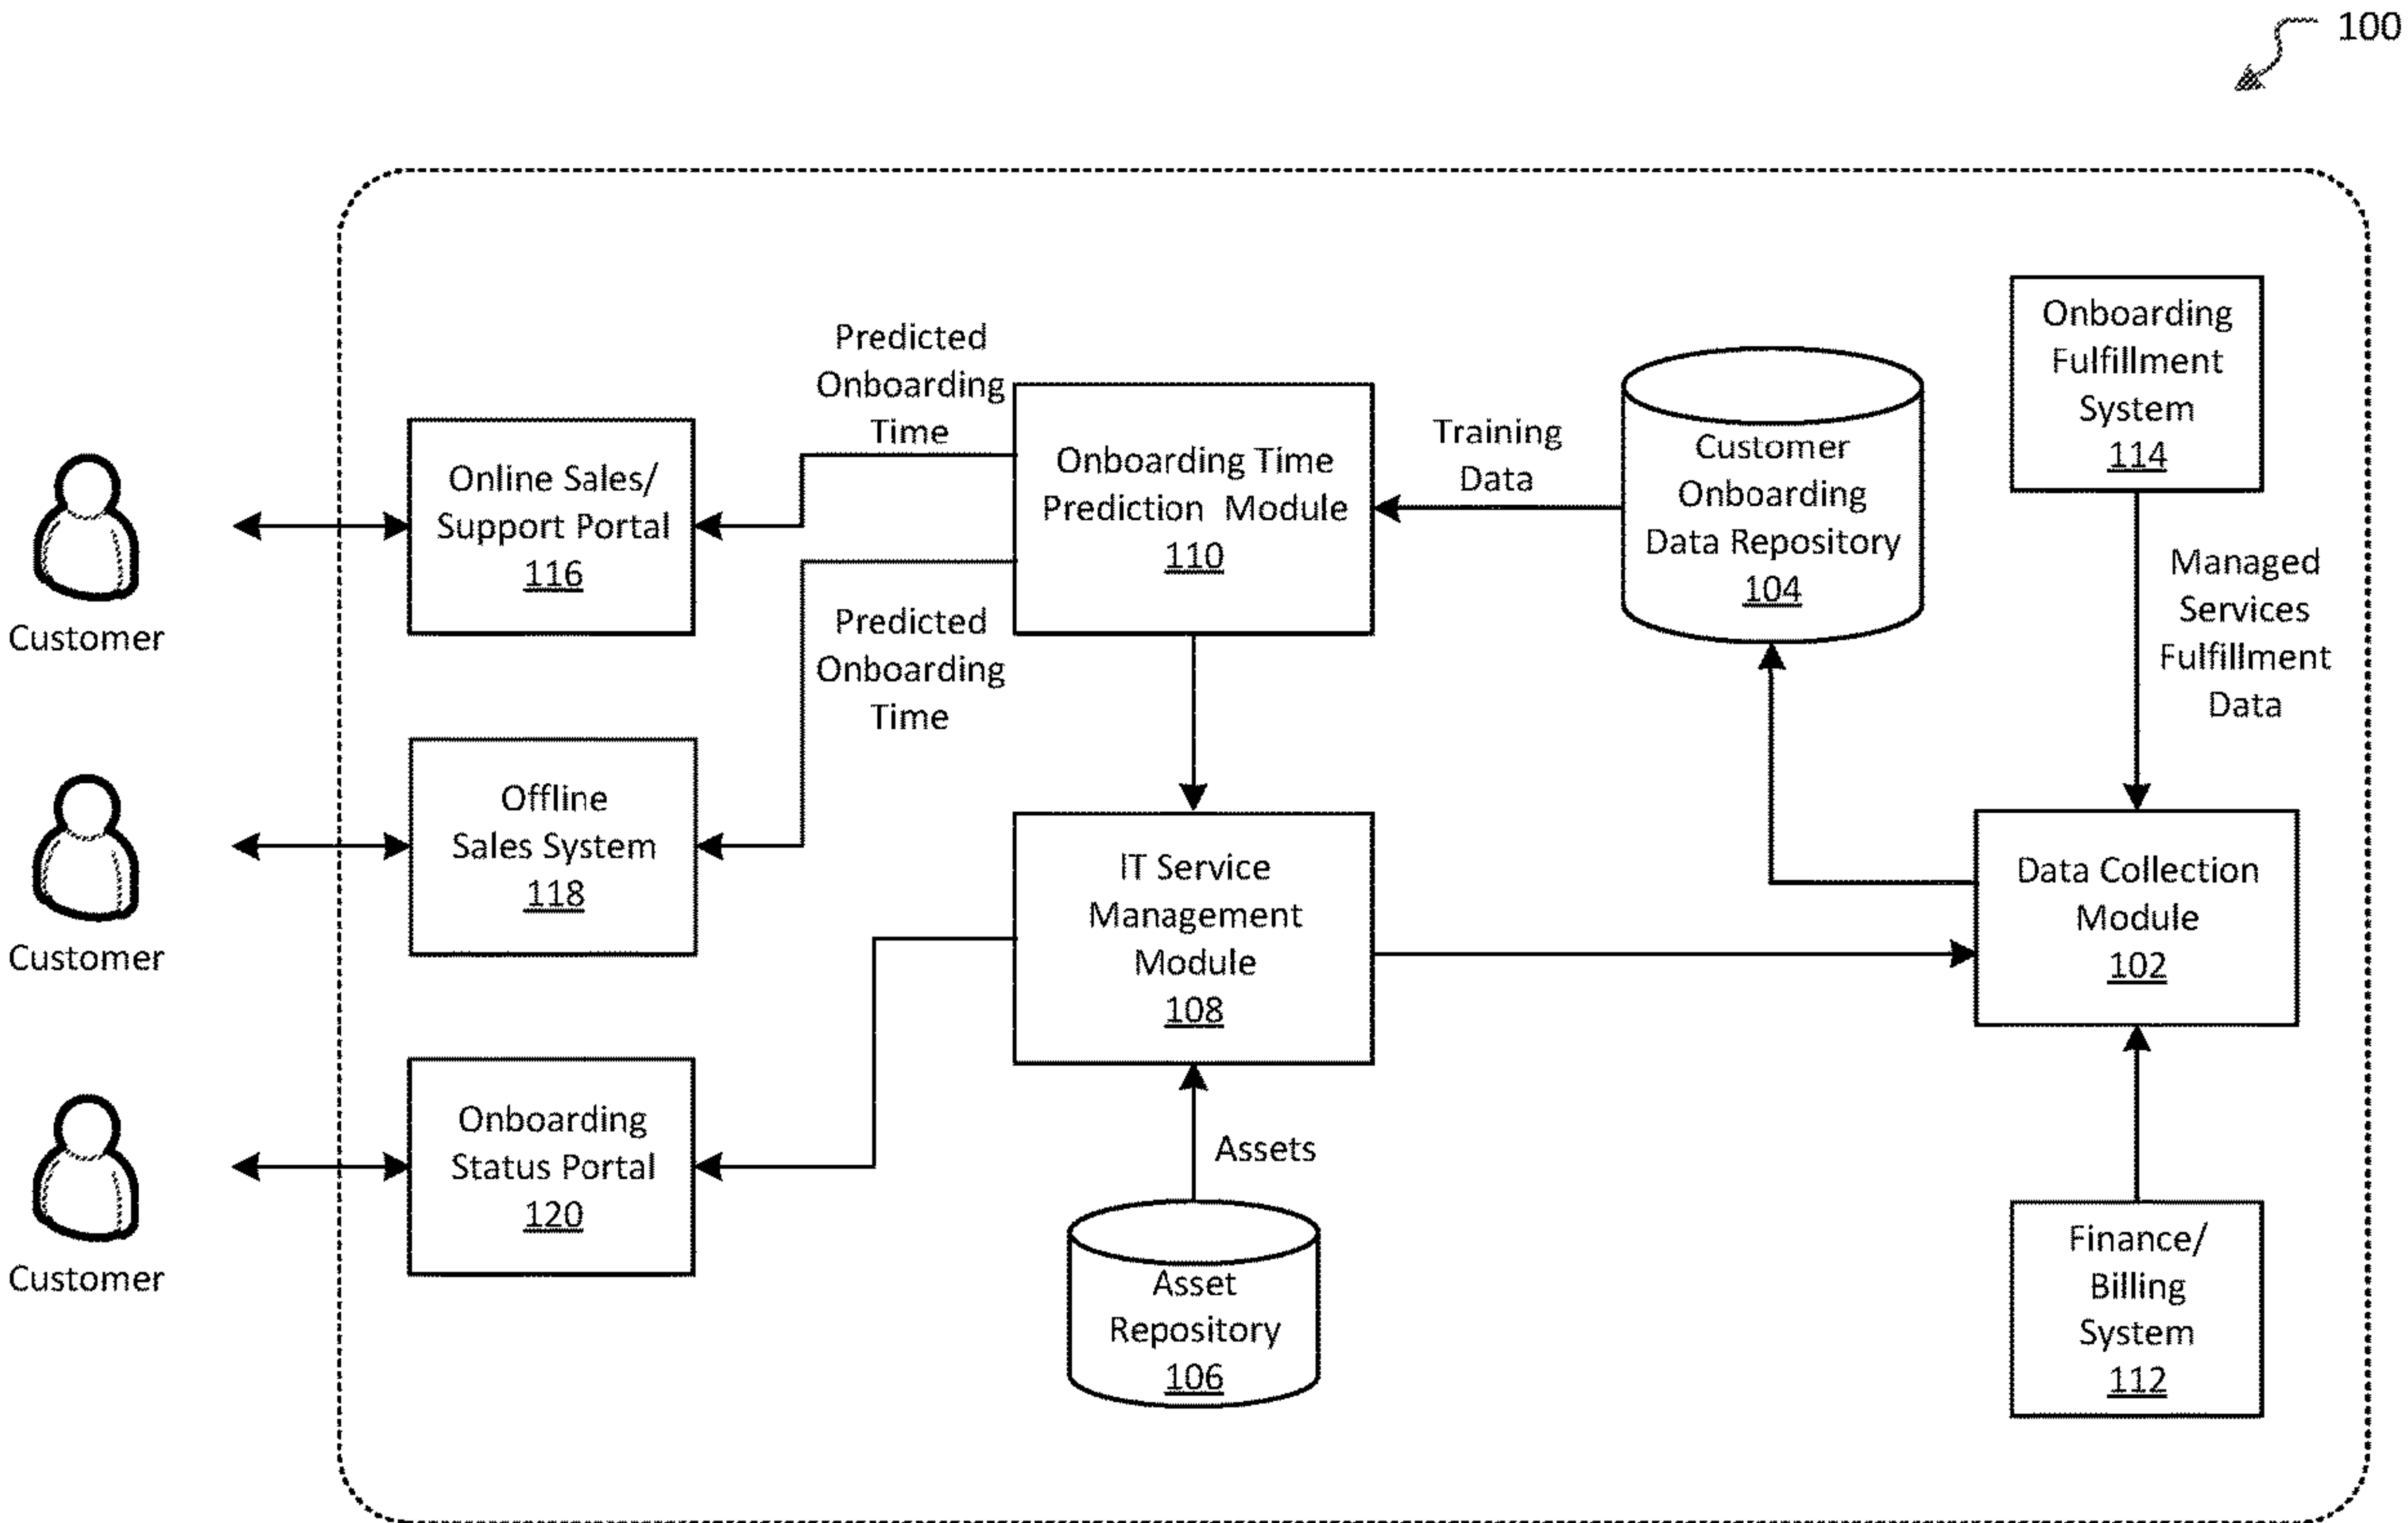 100
Predicted
Onboarding
Time
Online Sales/
Support Portal
116
Customer
Onboarding Time
Prediction Module
110
Training
Data
Customer
Onboarding
Data Repository
104
Onboarding
Fulfillment
System
114
Managed
Services
Fulfillment
Data
Predicted
Onboarding
Time
Offline
Sales System
118
Customer
IT Service
Management
Module
108
Data Collection
Module
102
Onboarding
Status Portal
120
Customer
Assets
Asset
Repository
106
Finance/
Billing
System
112